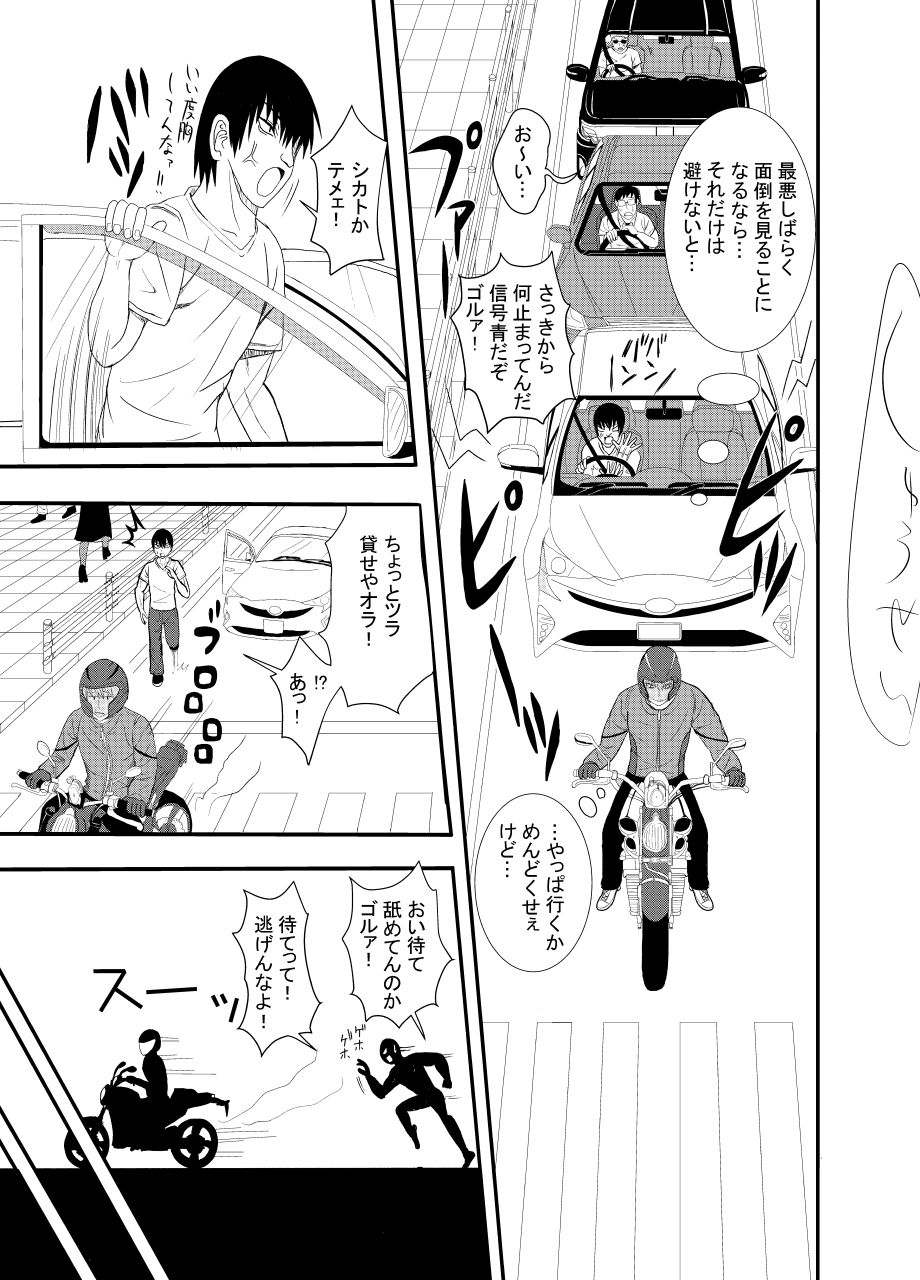 最悪しばらく
面倒を見ることに
なるなら…
それだけは
避けないと…
お〜い…
さっきから
何止まってんだ
信号青だぞ
ゴルァ！
バンバン
ピーッ
ピーッ
…やっぱ行くか
めんどくせぇ
けど…
シカトか
テメェ！
いい度胸
してんなァ!!
ちょっとツラ
貸せやオラ！
!?
あっ！
ブロロロ
おい待て
舐めてんのか
ゴルァ！
待てって！
逃げんなよ！
ゲホ
ゲホ
スーッ